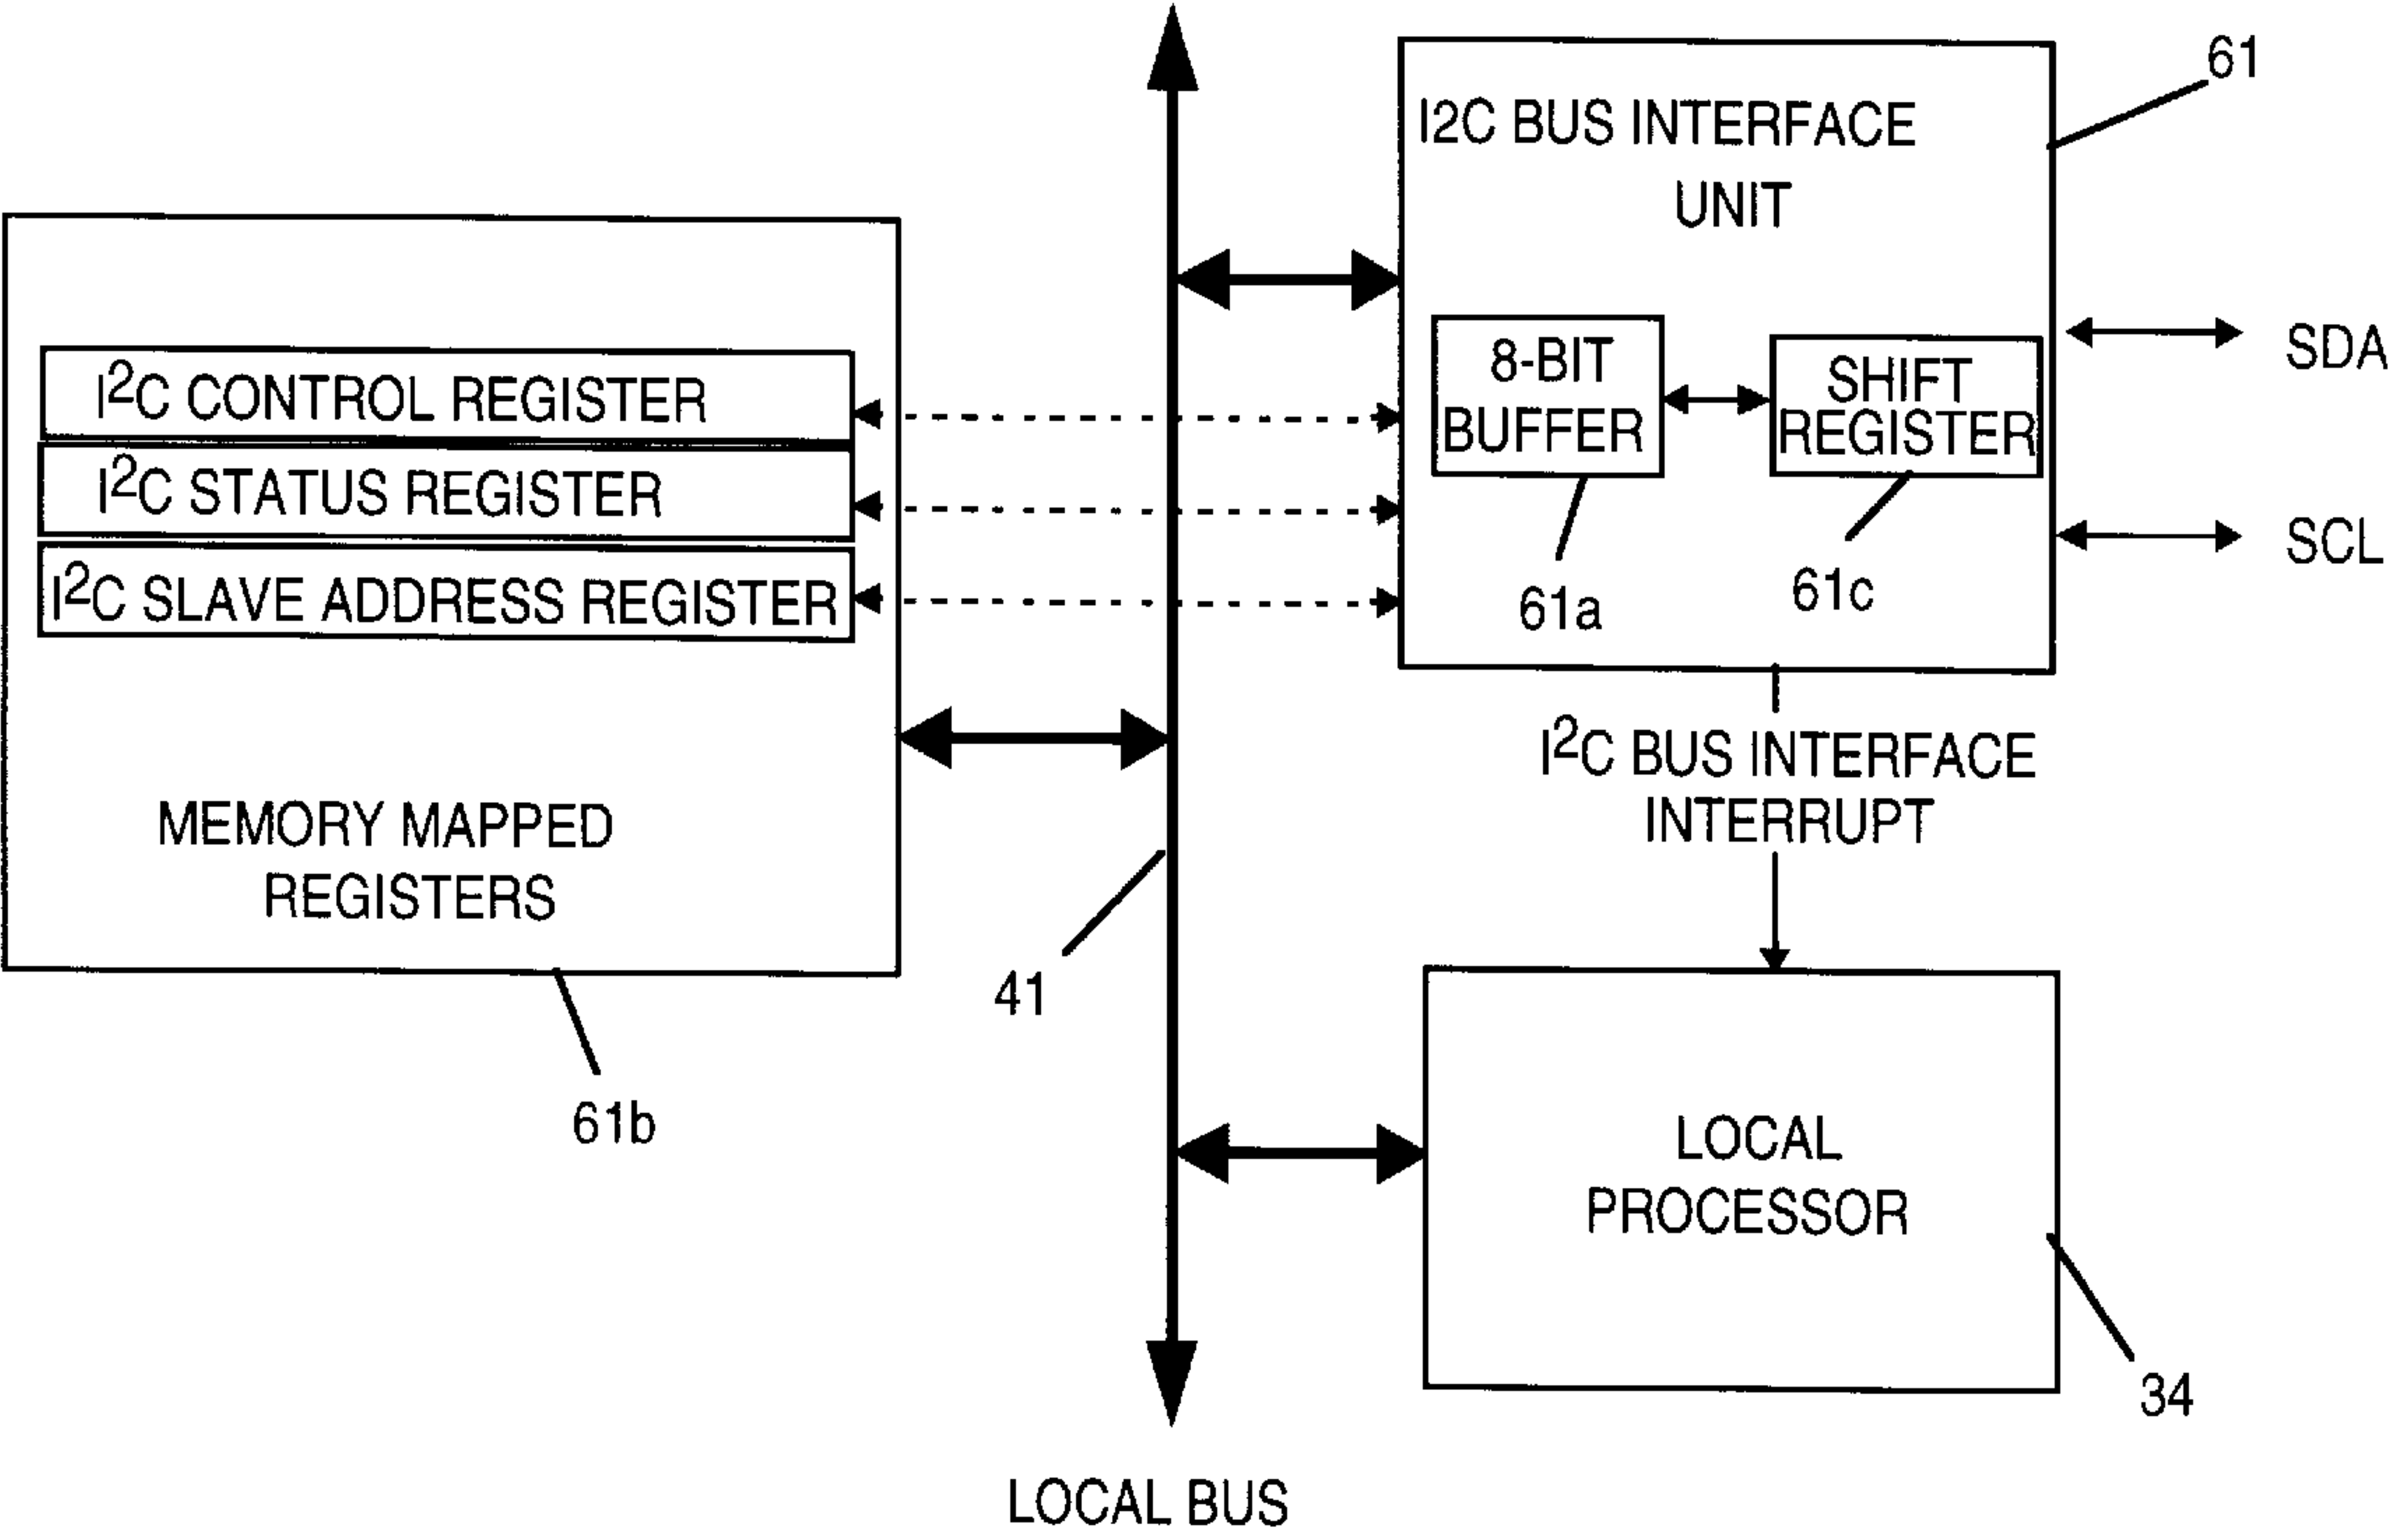 61
I2C BUS INTERFACE
UNIT
I²C CONTROL REGISTER
I²C STATUS REGISTER
I²C SLAVE ADDRESS REGISTER
8-BIT
BUFFER
SHIFT
REGISTER
SDA
SCL
61a
61c
I²C BUS INTERFACE
INTERRUPT
MEMORY MAPPED
REGISTERS
41
61b
LOCAL
PROCESSOR
34
LOCAL BUS